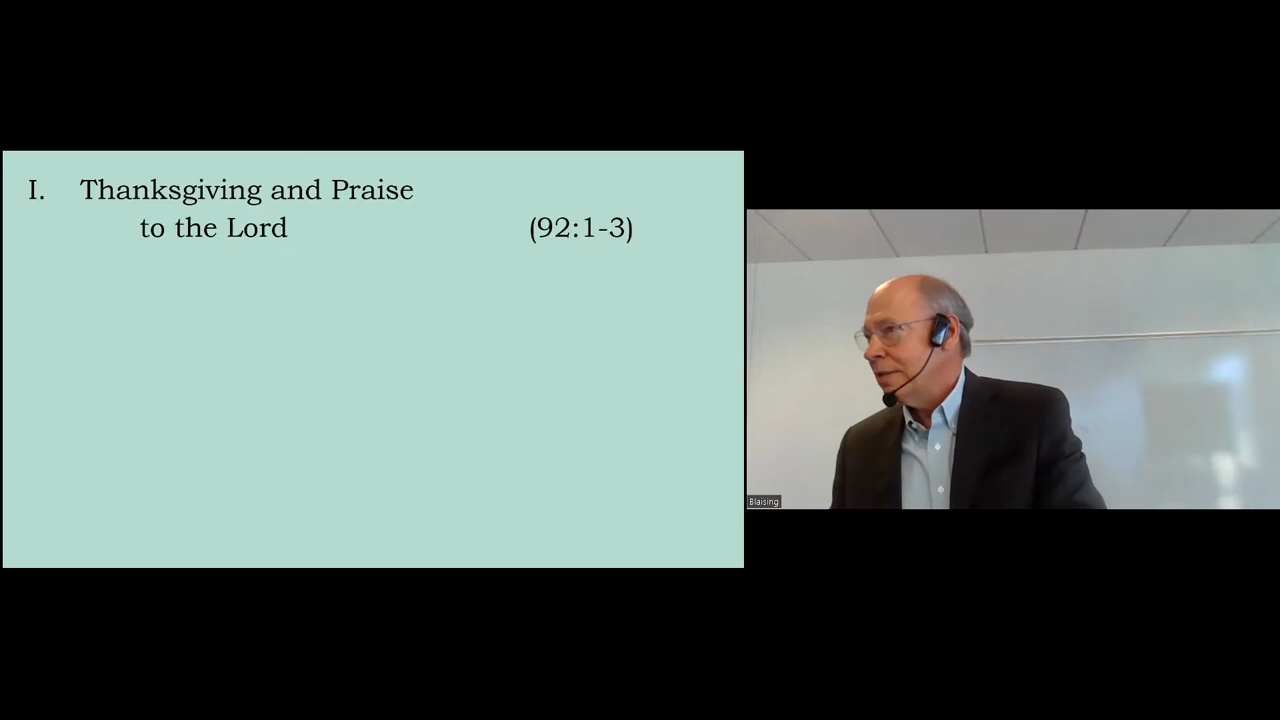 I. Thanksgiving and Praise
to the Lord (92:1-3)
Blaising